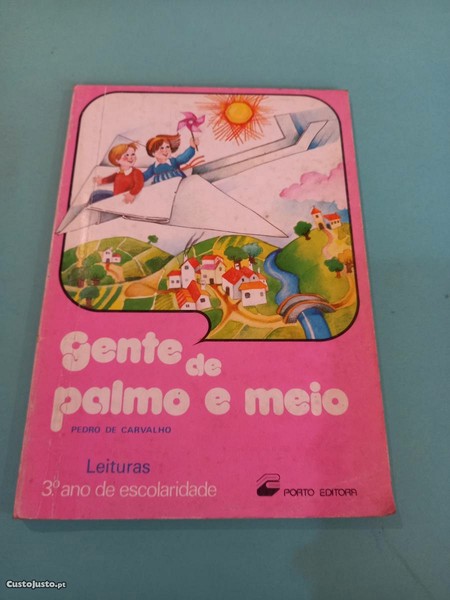 Gente de
palmo e meio
PEDRO DE CARVALHO
Leituras
3.º ano de escolaridade
PORTO EDITORA
CustoJusto.pt